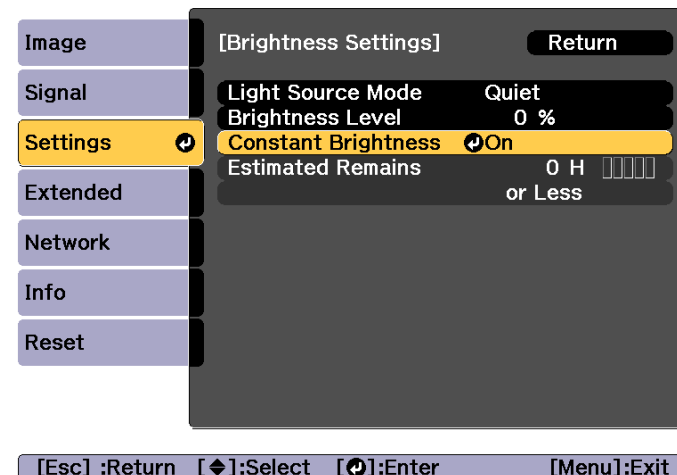 Image
Signal
Settings
Extended
Network
Info
Reset
[Brightness Settings] Return
Light Source Mode Quiet
Brightness Level 0 %
Constant Brightness On
Estimated Remains 0 H
or Less
[Esc] :Return [◆]:Select [↵]:Enter [Menu]:Exit